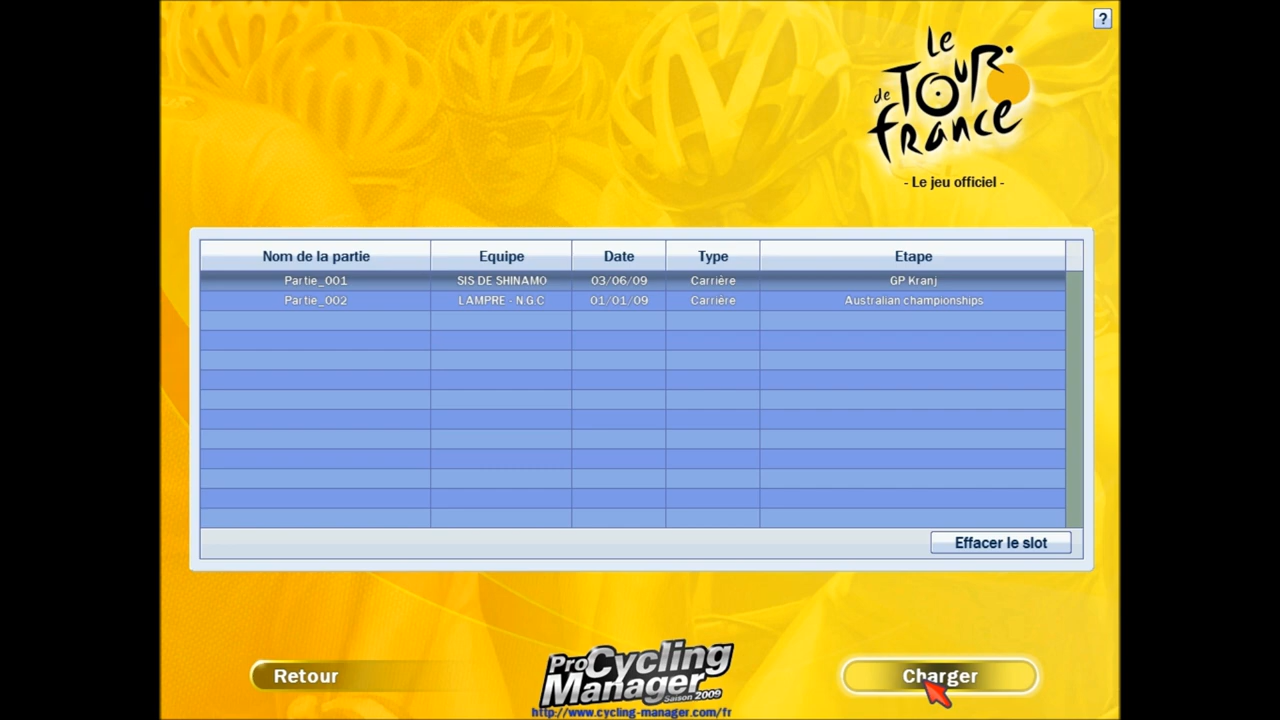 ?
Le
Tour
de
france
- Le jeu officiel -
Nom de la partie Equipe Date Type Etape
Partie_001 SIS DE SHINAMO 03/06/09 Carrière GP Kranj
Partie_002 LAMPRE - N.G.C 01/01/09 Carrière Australian championships
Effacer le slot
Retour
Pro Cycling
Manager
Saison 2009
http://www.cycling-manager.com/fr
Charger